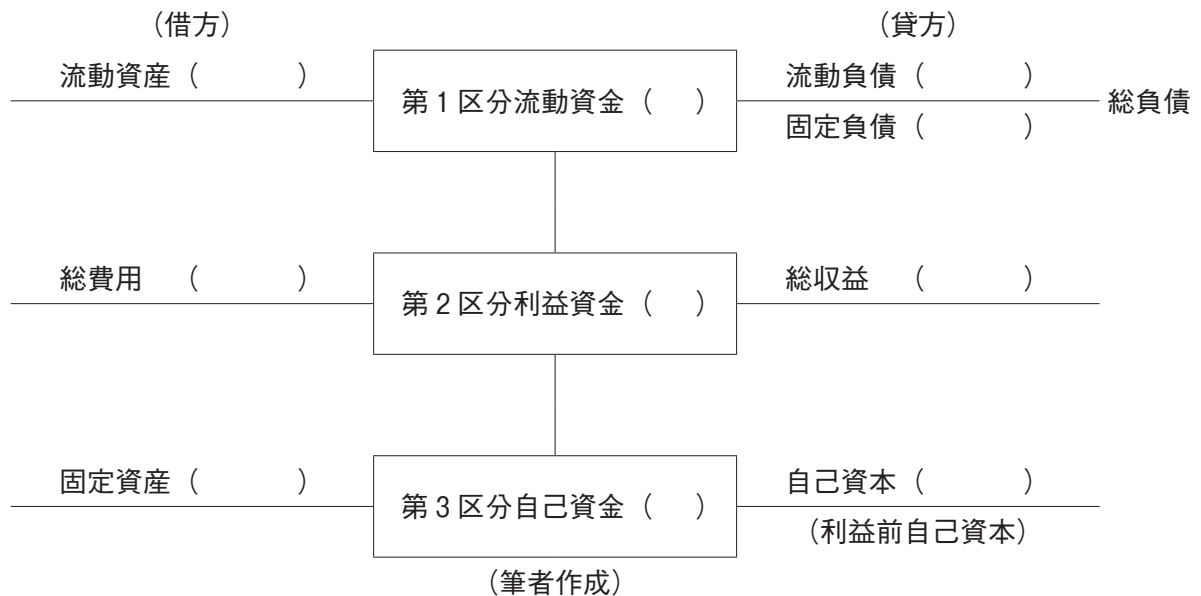 (借方) (貸方)
流動資産 (　　　) 第1区分流動資金 (　) 流動負債 (　　　)
固定負債 (　　　) 総負債
総費用 (　　　) 第2区分利益資金 (　) 総収益 (　　　)
固定資産 (　　　) 第3区分自己資金 (　) 自己資本 (　　　)
(利益前自己資本)
(筆者作成)